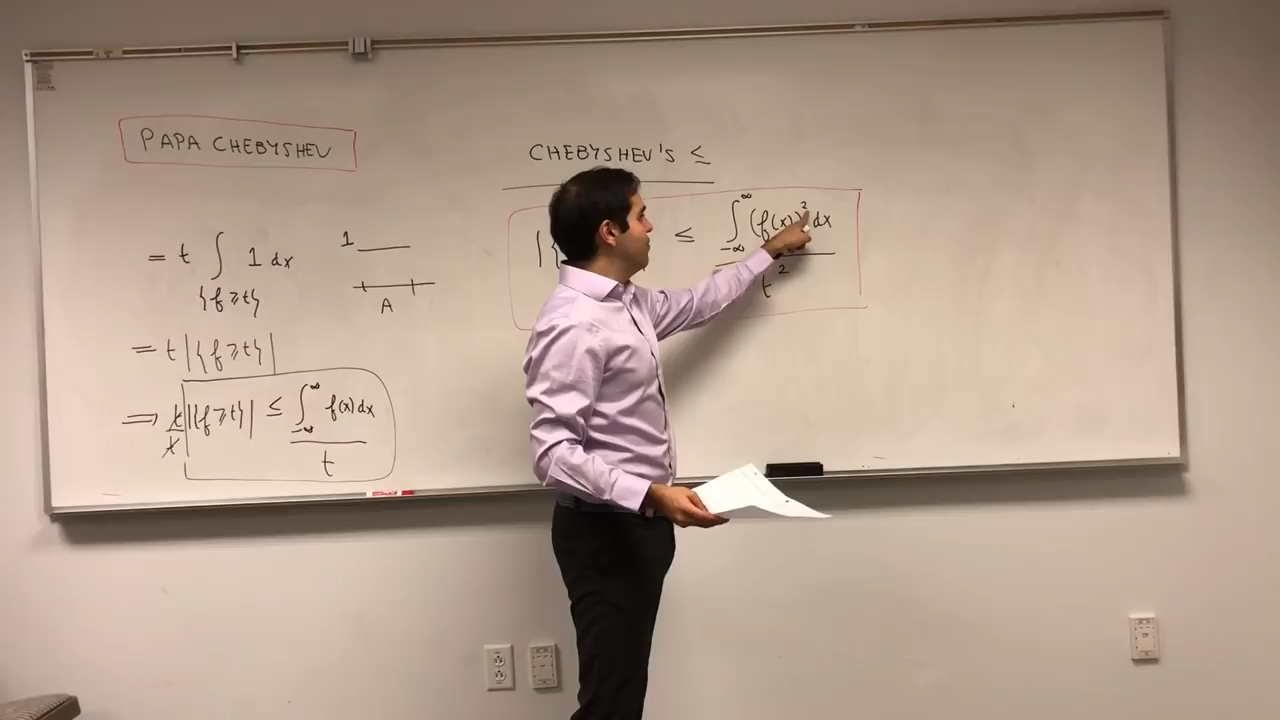 PAPA CHEBYSHEV
= t ∫ 1 dx
{f ≥ t}
1
A
= t |{f ≥ t}|
⟹ t |{f ≥ t}| ≤ ∫_{-∞}^{∞} f(x) dx
t
t
CHEBYSHEV'S ≤
|{ ≤ ∫_{-∞}^{∞} (f(x))² dx
t²